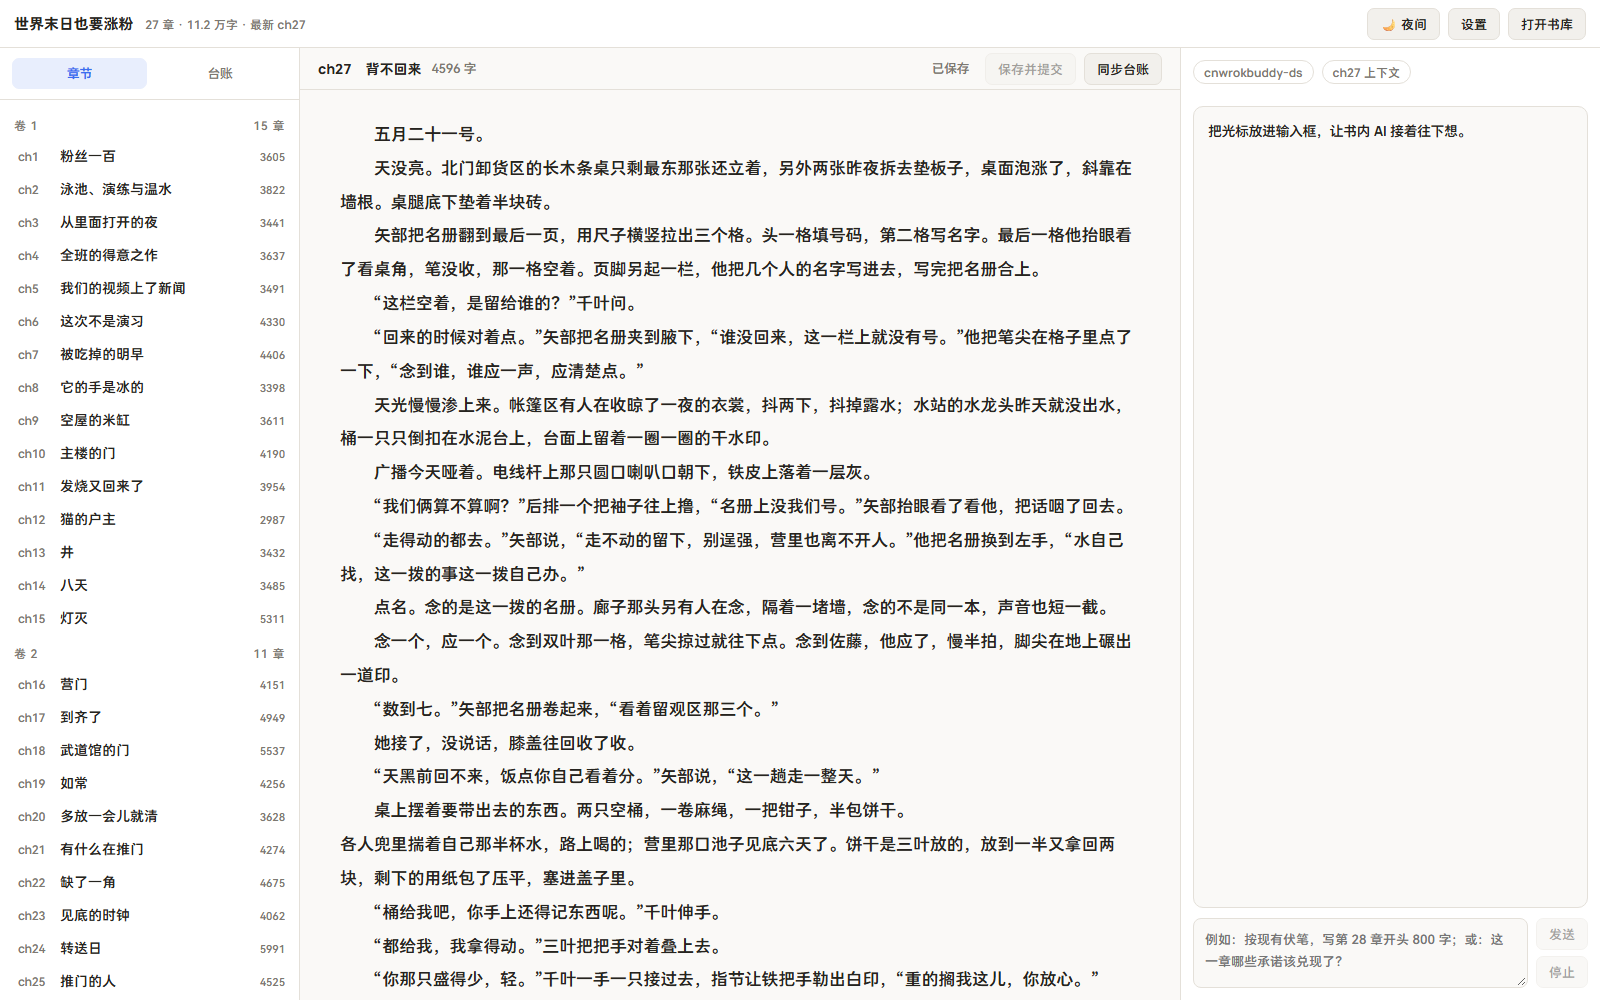 世界末日也要涨粉 27 章 · 11.2 万字 · 最新 ch27
🌙 夜间 设置 打开书库
章节 台账
卷 1 15 章
ch1 粉丝一百 3605
ch2 泳池、演练与温水 3822
ch3 从里面打开的夜 3441
ch4 全班的得意之作 3637
ch5 我们的视频上了新闻 3491
ch6 这次不是演习 4330
ch7 被吃掉的明早 4406
ch8 它的手是冰的 3398
ch9 空屋的米缸 3611
ch10 主楼的门 4190
ch11 发烧又回来了 3954
ch12 猫的户主 2987
ch13 井 3432
ch14 八天 3485
ch15 灯灭 5311
卷 2 11 章
ch16 营门 4151
ch17 到齐了 4949
ch18 武道馆的门 5537
ch19 如常 4256
ch20 多放一会儿就清 3628
ch21 有什么在推门 4274
ch22 缺了一角 4675
ch23 见底的时钟 4062
ch24 转送日 5991
ch25 推门的人 4525
ch27 背不回来 4596 字
已保存 保存并提交 同步台账
五月二十一号。
天没亮。北门卸货区的长木条桌只剩最东那张还立着，另外两张昨夜拆去垫板子，桌面泡涨了，斜靠在
墙根。桌腿底下垫着半块砖。
矢部把名册翻到最后一页，用尺子横竖拉出三个格。头一格填号码，第二格写名字。最后一格他抬眼看
了看桌角，笔没收，那一格空着。页脚另起一栏，他把几个人的名字写进去，写完把名册合上。
“这栏空着，是留给谁的？”千叶问。
“回来的时候对着点。”矢部把名册夹到腋下，“谁没回来，这一栏上就没有号。”他把笔尖在格子里点了
一下，“念到谁，谁应一声，应清楚点。”
天光慢慢渗上来。帐篷区有人在收晾了一夜的衣裳，抖两下，抖掉露水；水站的水龙头昨天就没出水，
桶一只只倒扣在水泥台上，台面上留着一圈一圈的干水印。
广播今天哑着。电线杆上那只圆口喇叭口朝下，铁皮上落着一层灰。
“我们俩算不算啊？”后排一个把袖子往上撸，“名册上没我们号。”矢部抬眼看了看他，把话咽了回去。
“走得动的都去。”矢部说，“走不动的留下，别逞强，营里也离不开人。”他把名册换到左手，“水自己
找，这一拨的事这一拨自己办。”
点名。念的是这一拨的名册。廊子那头另有人在念，隔着一堵墙，念的不是同一本，声音也短一截。
念一个，应一个。念到双叶那一格，笔尖掠过就往下点。念到佐藤，他应了，慢半拍，脚尖在地上碾出
一道印。
“数到七。”矢部把名册卷起来，“看着留观区那三个。”
她接了，没说话，膝盖往回收了收。
“天黑前回不来，饭点你自己看着分。”矢部说，“这一趟走一整天。”
桌上摆着要带出去的东西。两只空桶，一卷麻绳，一把钳子，半包饼干。
各人兜里揣着自己那半杯水，路上喝的；营里那口池子见底六天了。饼干是三叶放的，放到一半又拿回两
块，剩下的用纸包了压平，塞进盖子里。
“桶给我吧，你手上还得记东西呢。”千叶伸手。
“都给我，我拿得动。”三叶把把手对着叠上去。
“你那只盛得少，轻。”千叶一手一只接过去，指节让铁把手勒出白印，“重的搁我这儿，你放心。”
cnwrokbuddy-ds ch27 上下文
把光标放进输入框，让书内 AI 接着往下想。
例如：按现有伏笔，写第 28 章开头 800 字；或：这
一章哪些承诺该兑现了？
发送
停止